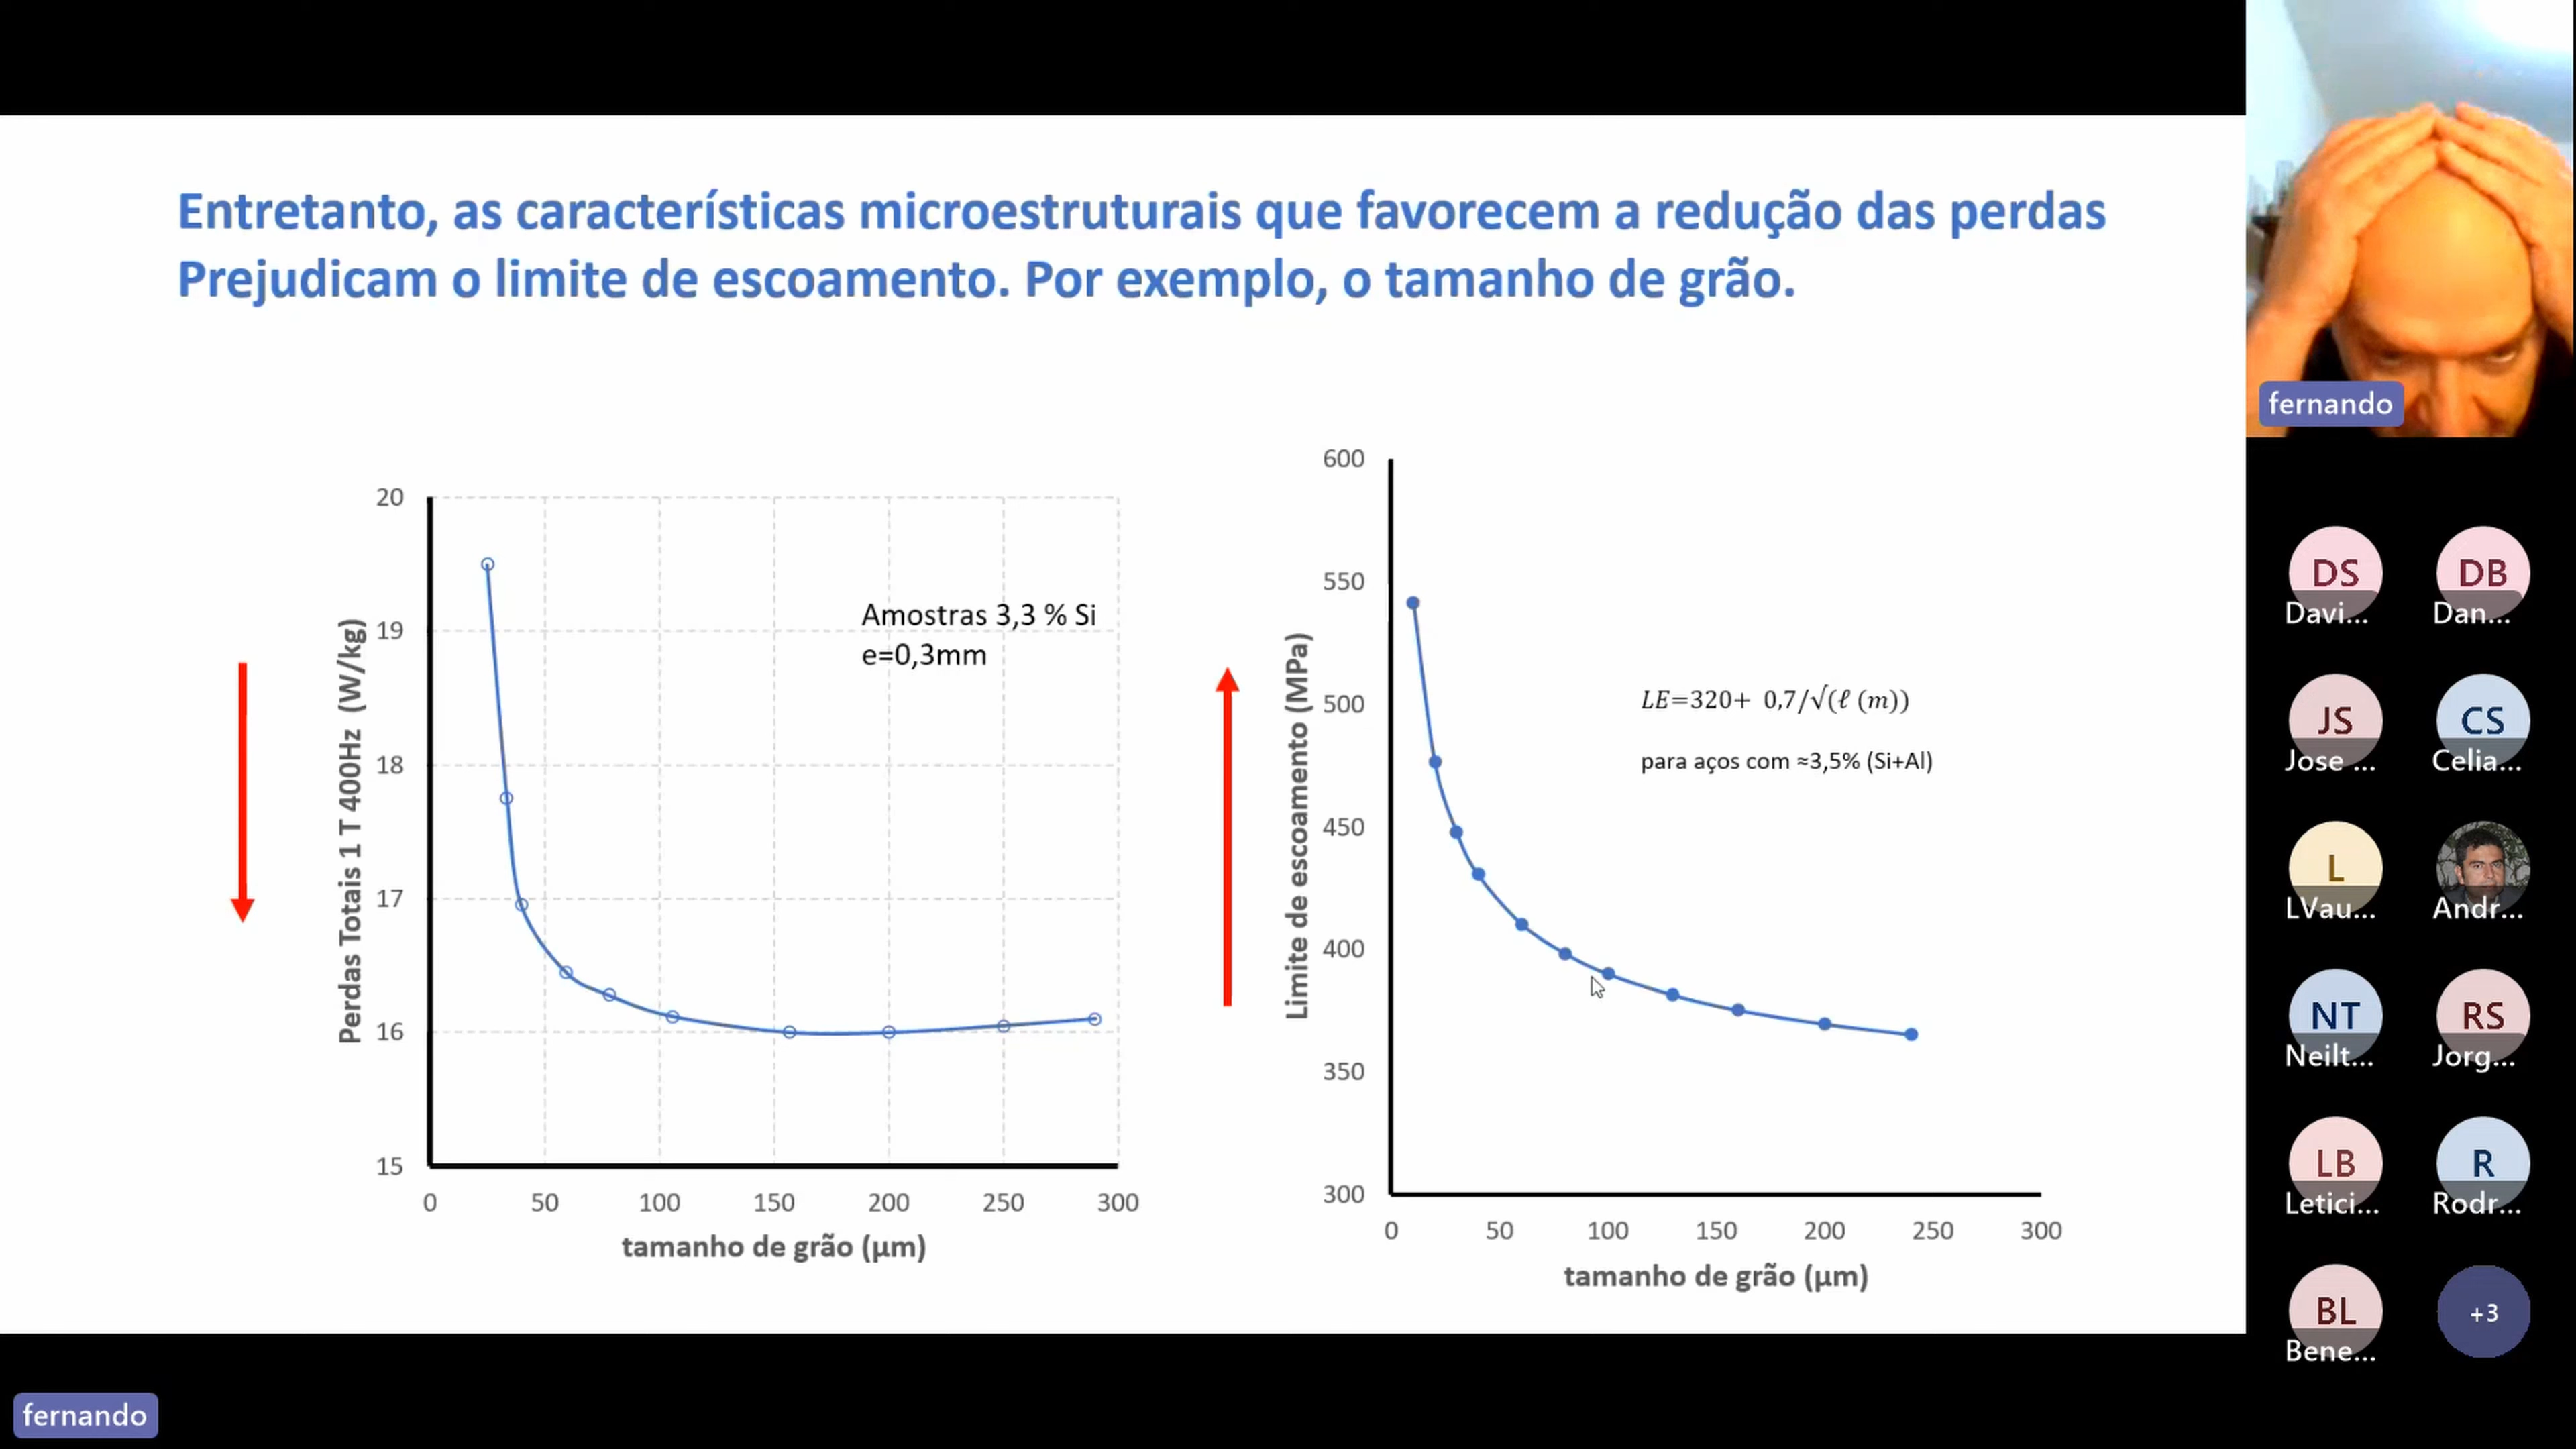 Entretanto, as características microestruturais que favorecem a redução das perdas
Prejudicam o limite de escoamento. Por exemplo, o tamanho de grão.
Perdas Totais 1 T 400Hz (W/kg)
20
19
18
17
16
15
0 50 100 150 200 250 300
tamanho de grão (µm)
Amostras 3,3 % Si
e=0,3mm
Limite de escoamento (MPa)
600
550
500
450
400
350
300
0 50 100 150 200 250 300
tamanho de grão (µm)
LE=320+ 0,7/√(ℓ (m))
para aços com ≈3,5% (Si+Al)
fernando
DS
Davi...
DB
Dan...
JS
Jose ...
CS
Celia...
L
LVau...
Andr...
NT
Neilt...
RS
Jorg...
LB
Letici...
R
Rodr...
BL
Bene...
+3
fernando